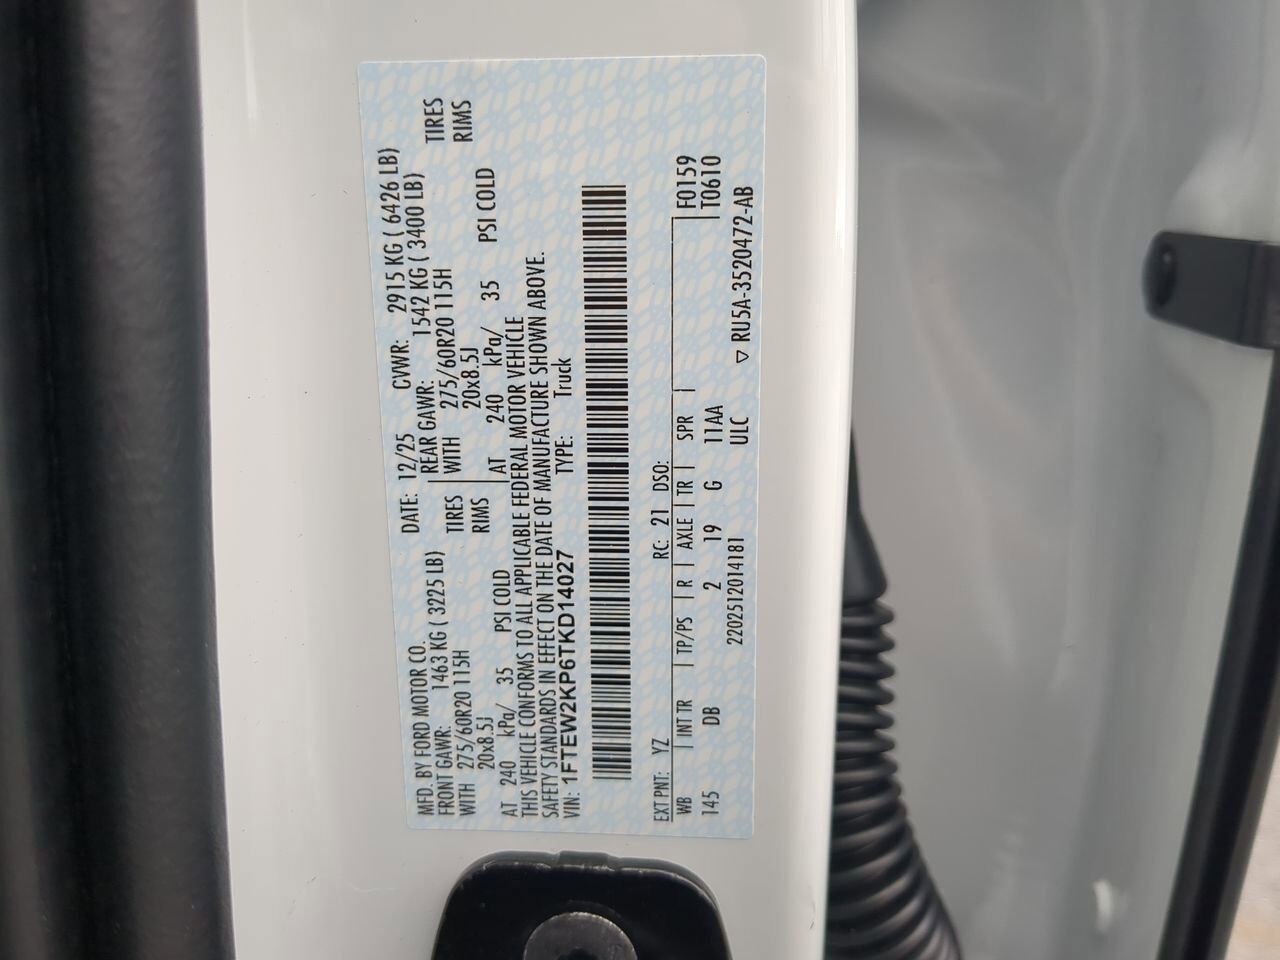 MFD. BY FORD MOTOR CO. DATE: 12/25 GVWR: 2915 KG ( 6426 LB)
FRONT GAWR: 1463 KG ( 3225 LB) REAR GAWR: 1542 KG ( 3400 LB)
WITH 275/60R20 115H TIRES WITH 275/60R20 115H TIRES
20x8.5J RIMS 20x8.5J RIMS
AT 240 kPa/ 35 PSI COLD AT 240 kPa/ 35 PSI COLD
THIS VEHICLE CONFORMS TO ALL APPLICABLE FEDERAL MOTOR VEHICLE
SAFETY STANDARDS IN EFFECT ON THE DATE OF MANUFACTURE SHOWN ABOVE.
VIN: 1FTEW2KP6TKD14027 TYPE: Truck
EXT PNT: YZ RC: 21 DSO:
WB INT TR TP/PS R AXLE TR SPR F0159
145 DB 2 19 G 11AA T0610
2202512014181 ULC ▽ RU5A-3520472-AB